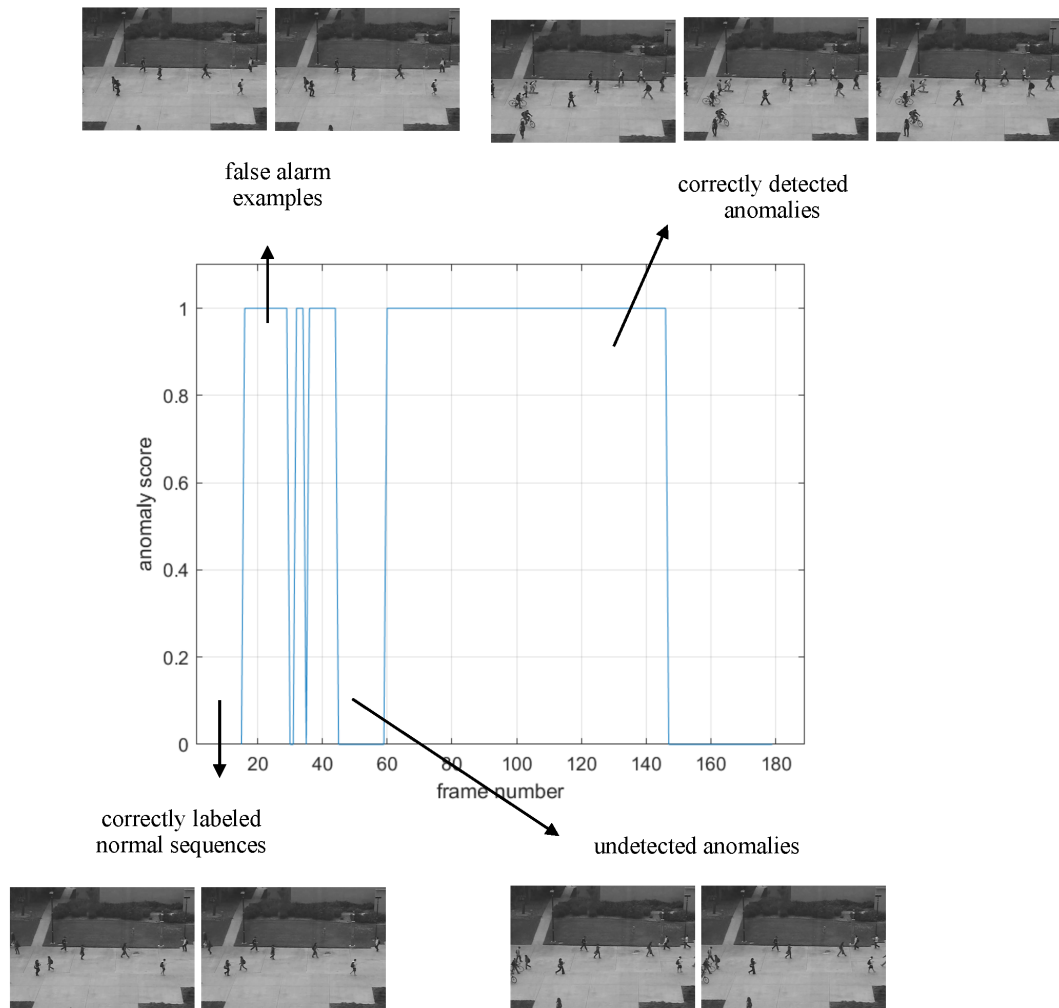 false alarm
examples
correctly detected
anomalies
1
0.8
0.6
0.4
0.2
0
anomaly score
20 40 60 80 100 120 140 160 180
frame number
correctly labeled
normal sequences
undetected anomalies